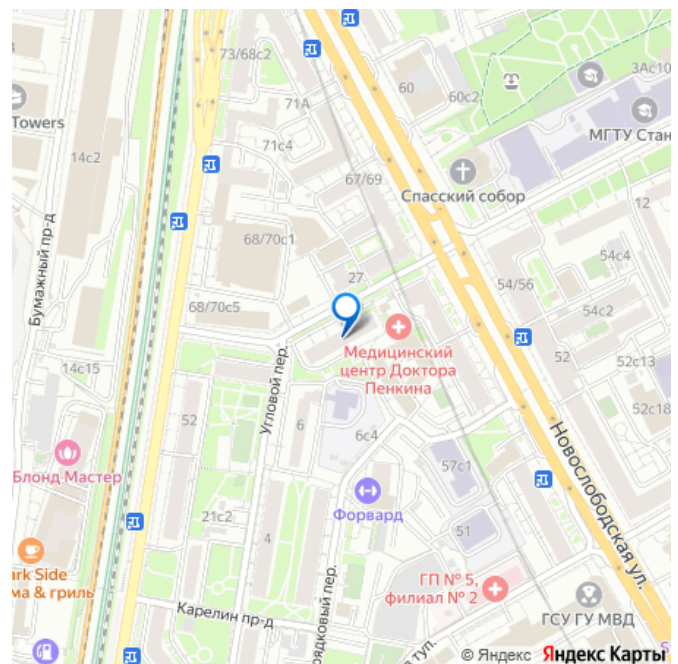 73/68с2
71А
60
60с2
3Ас10
Towers
14с2
71с4
МГТУ Стан
67/69
Спасский собор
12
Бумажный пр-д
68/70с1
54с4
27
54/56
68/70с5
54с2
Медицинский
центр Доктора
Пенкина
52
52с13
14с15
Угловой пер.
52
6
6с4
52с18
57с1
Новослободская ул.
Блонд Мастер
Форвард
21с2
4
51
ark Side
ма & гриль
ГП № 5,
филиал № 2
Карелин пр-д
рядковый пер.
ГСУ ГУ МВД
туп.
© Яндекс Яндекс Карты